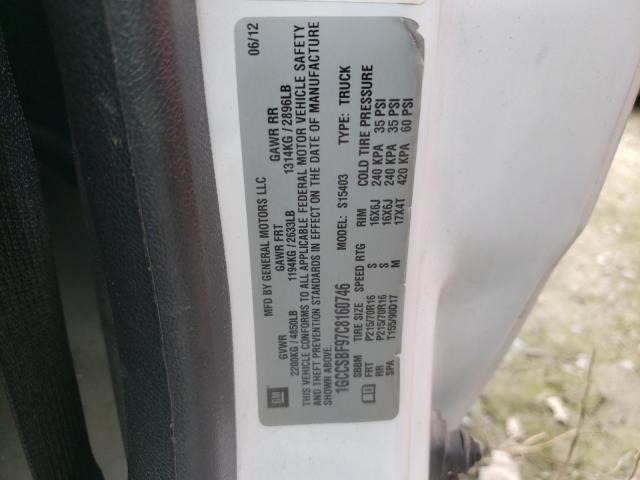 GM
MFD BY GENERAL MOTORS LLC 06/12
GVWR GAWR FRT GAWR RR
2200KG / 4850LB 1194KG / 2633LB 1314KG / 2896LB
THIS VEHICLE CONFORMS TO ALL APPLICABLE FEDERAL MOTOR VEHICLE SAFETY
AND THEFT PREVENTION STANDARDS IN EFFECT ON THE DATE OF MANUFACTURE
SHOWN ABOVE.
1GCCSBF97C8160746 MODEL: S15403 TYPE: TRUCK
SBBM TIRE SIZE SPEED RTG RIM COLD TIRE PRESSURE
FRT P215/70R16 S 16X6J 240 KPA 35 PSI
RR P215/70R16 S 16X6J 240 KPA 35 PSI
SPA T155/90D17 M 17X4T 420 KPA 60 PSI